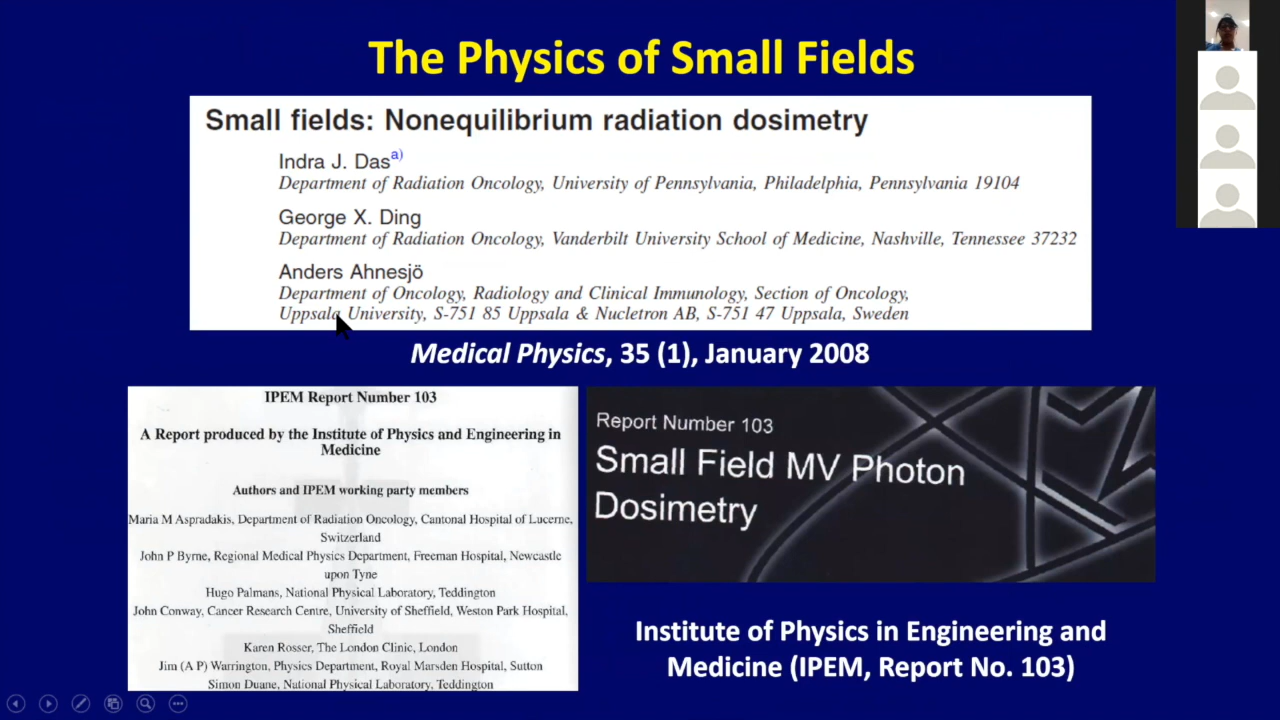 The Physics of Small Fields
Small fields: Nonequilibrium radiation dosimetry
Indra J. Das a)
Department of Radiation Oncology, University of Pennsylvania, Philadelphia, Pennsylvania 19104
George X. Ding
Department of Radiation Oncology, Vanderbilt University School of Medicine, Nashville, Tennessee 37232
Anders Ahnesjö
Department of Oncology, Radiology and Clinical Immunology, Section of Oncology,
Uppsala University, S-751 85 Uppsala & Nucletron AB, S-751 47 Uppsala, Sweden
Medical Physics, 35 (1), January 2008
IPEM Report Number 103
A Report produced by the Institute of Physics and Engineering in
Medicine
Authors and IPEM working party members
Maria M Aspradakis, Department of Radiation Oncology, Cantonal Hospital of Lucerne,
Switzerland
John P Byrne, Regional Medical Physics Department, Freeman Hospital, Newcastle
upon Tyne
Hugo Palmans, National Physical Laboratory, Teddington
John Conway, Cancer Research Centre, University of Sheffield, Weston Park Hospital,
Sheffield
Karen Rosser, The London Clinic, London
Jim (A P) Warrington, Physics Department, Royal Marsden Hospital, Sutton
Simon Duane, National Physical Laboratory, Teddington
Report Number 103
Small Field MV Photon
Dosimetry
Institute of Physics in Engineering and
Medicine (IPEM, Report No. 103)